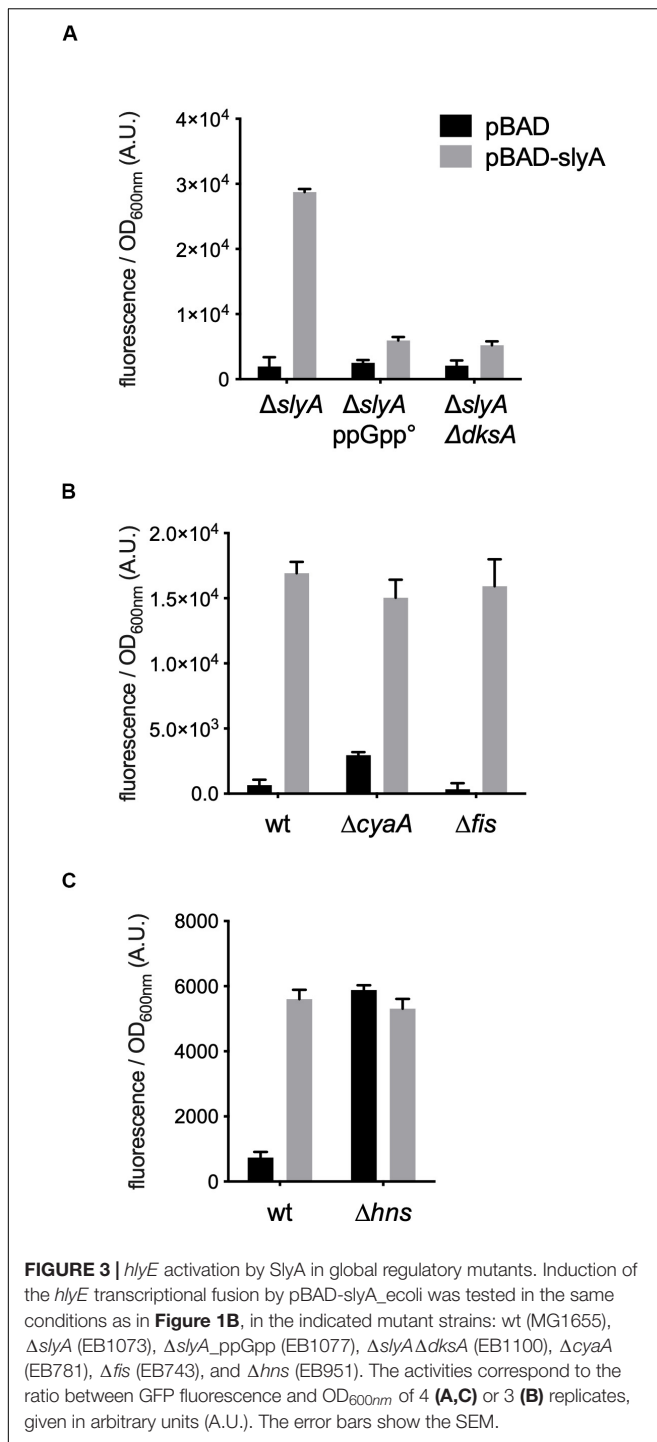 A
fluorescence / OD600nm (A.U.)
4×10⁴
3×10⁴
2×10⁴
1×10⁴
0
pBAD
pBAD-slyA
ΔslyA
ΔslyA ppGpp°
ΔslyA ΔdksA
B
fluorescence / OD600nm (A.U.)
2.0×10⁴
1.5×10⁴
1.0×10⁴
5.0×10³
0.0
wt
ΔcyaA
Δfis
C
fluorescence / OD600nm (A.U.)
8000
6000
4000
2000
0
wt
Δhns
FIGURE 3 | hlyE activation by SlyA in global regulatory mutants. Induction of
the hlyE transcriptional fusion by pBAD-slyA_ecoli was tested in the same
conditions as in Figure 1B, in the indicated mutant strains: wt (MG1655),
ΔslyA (EB1073), ΔslyA_ppGpp (EB1077), ΔslyAΔdksA (EB1100), ΔcyaA
(EB781), Δfis (EB743), and Δhns (EB951). The activities correspond to the
ratio between GFP fluorescence and OD600nm of 4 (A,C) or 3 (B) replicates,
given in arbitrary units (A.U.). The error bars show the SEM.